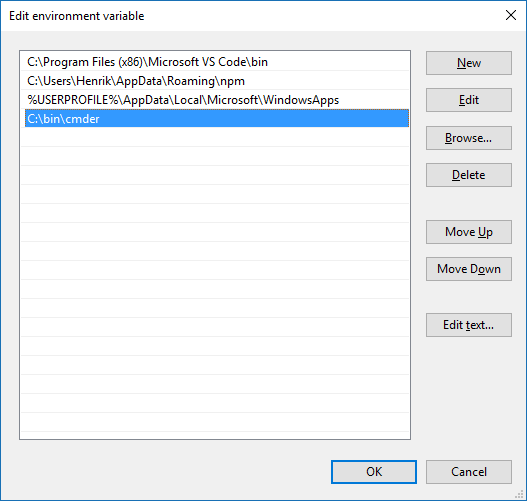 Edit environment variable
C:\Program Files (x86)\Microsoft VS Code\bin
C:\Users\Henrik\AppData\Roaming\npm
%USERPROFILE%\AppData\Local\Microsoft\WindowsApps
C:\bin\cmder
New
Edit
Browse...
Delete
Move Up
Move Down
Edit text...
OK
Cancel